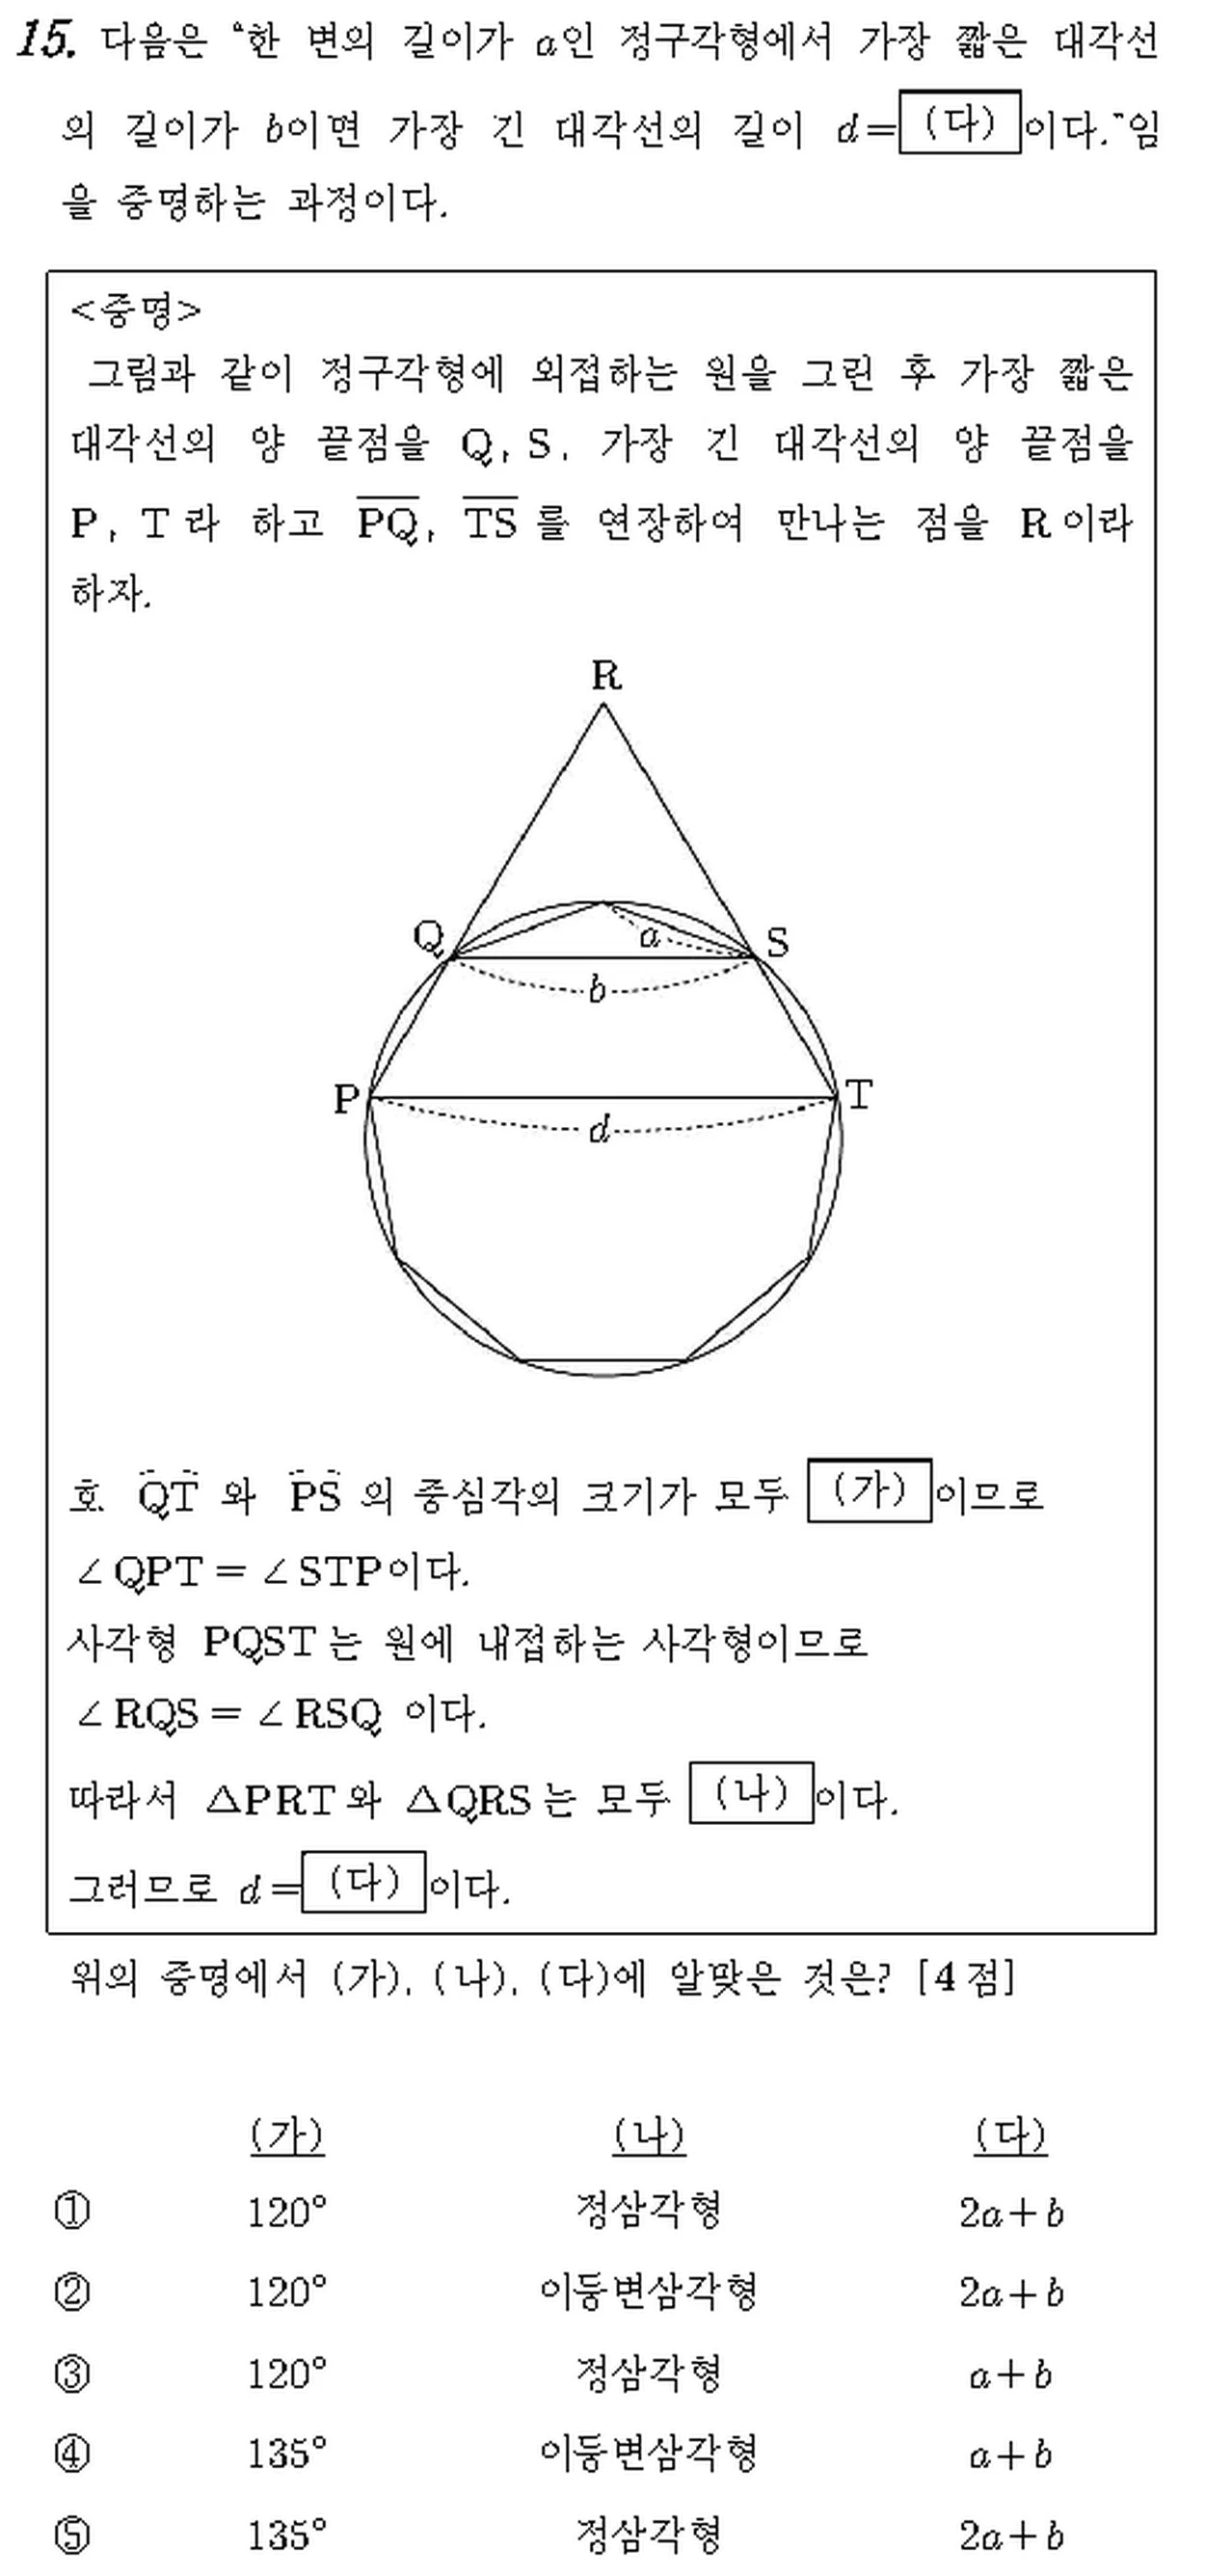 15. 다음은 "한 변의 길이가 a인 정구각형에서 가장 짧은 대각선
의 길이가 b이면 가장 긴 대각선의 길이 d=(다)이다."임
을 증명하는 과정이다.
<증명>
그림과 같이 정구각형에 외접하는 원을 그린 후 가장 짧은
대각선의 양 끝점을 Q, S, 가장 긴 대각선의 양 끝점을
P, T라 하고 \overline{PQ}, \overline{TS}를 연장하여 만나는 점을 R이라
하자.
R
Q a S
b
P T
d
호 QT와 PS의 중심각의 크기가 모두 (가)이므로
∠QPT=∠STP이다.
사각형 PQST는 원에 내접하는 사각형이므로
∠RQS=∠RSQ 이다.
따라서 △PRT와 △QRS는 모두 (나)이다.
그러므로 d=(다)이다.
위의 증명에서 (가), (나), (다)에 알맞은 것은? [4점]
(가) (나) (다)
① 120° 정삼각형 2a+b
② 120° 이등변삼각형 2a+b
③ 120° 정삼각형 a+b
④ 135° 이등변삼각형 a+b
⑤ 135° 정삼각형 2a+b